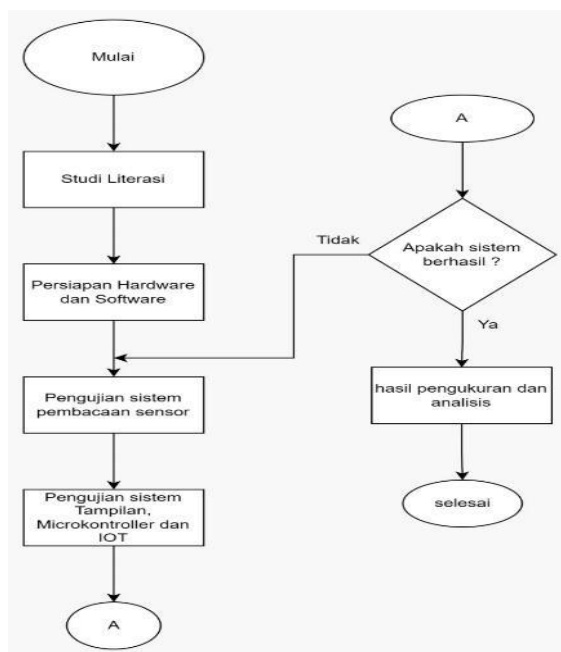 Mulai
Studi Literasi
Persiapan Hardware
dan Software
Pengujian sistem
pembacaan sensor
Pengujian sistem
Tampilan,
Microkontroller dan
IOT
A
A
Apakah sistem
berhasil ?
Tidak
Ya
hasil pengukuran dan
analisis
selesai